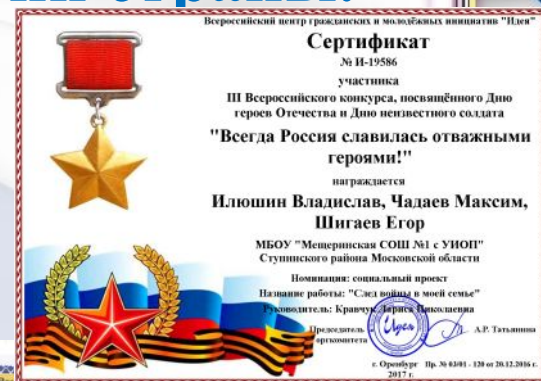 Всероссийский центр гражданских и молодёжных инициатив "Идея"
Сертификат
№ И-19586
участника
III Всероссийского конкурса, посвящённого Дню
героев Отечества и Дню неизвестного солдата
"Всегда Россия славилась отважными
героями!"
награждается
Илюшин Владислав, Чадаев Максим,
Шигаев Егор
МБОУ "Мещеринская СОШ №1 с УИОП"
Ступинского района Московской области
Номинация: социальный проект
Название работы: "След войны в моей семье"
Руководитель: Кравчук Лариса Николаевна
Председатель
оргкомитета
Идея
А.Р. Татьянина
г. Оренбург Пр. № 03/01 - 120 от 20.12.2016 г.
2017 г.